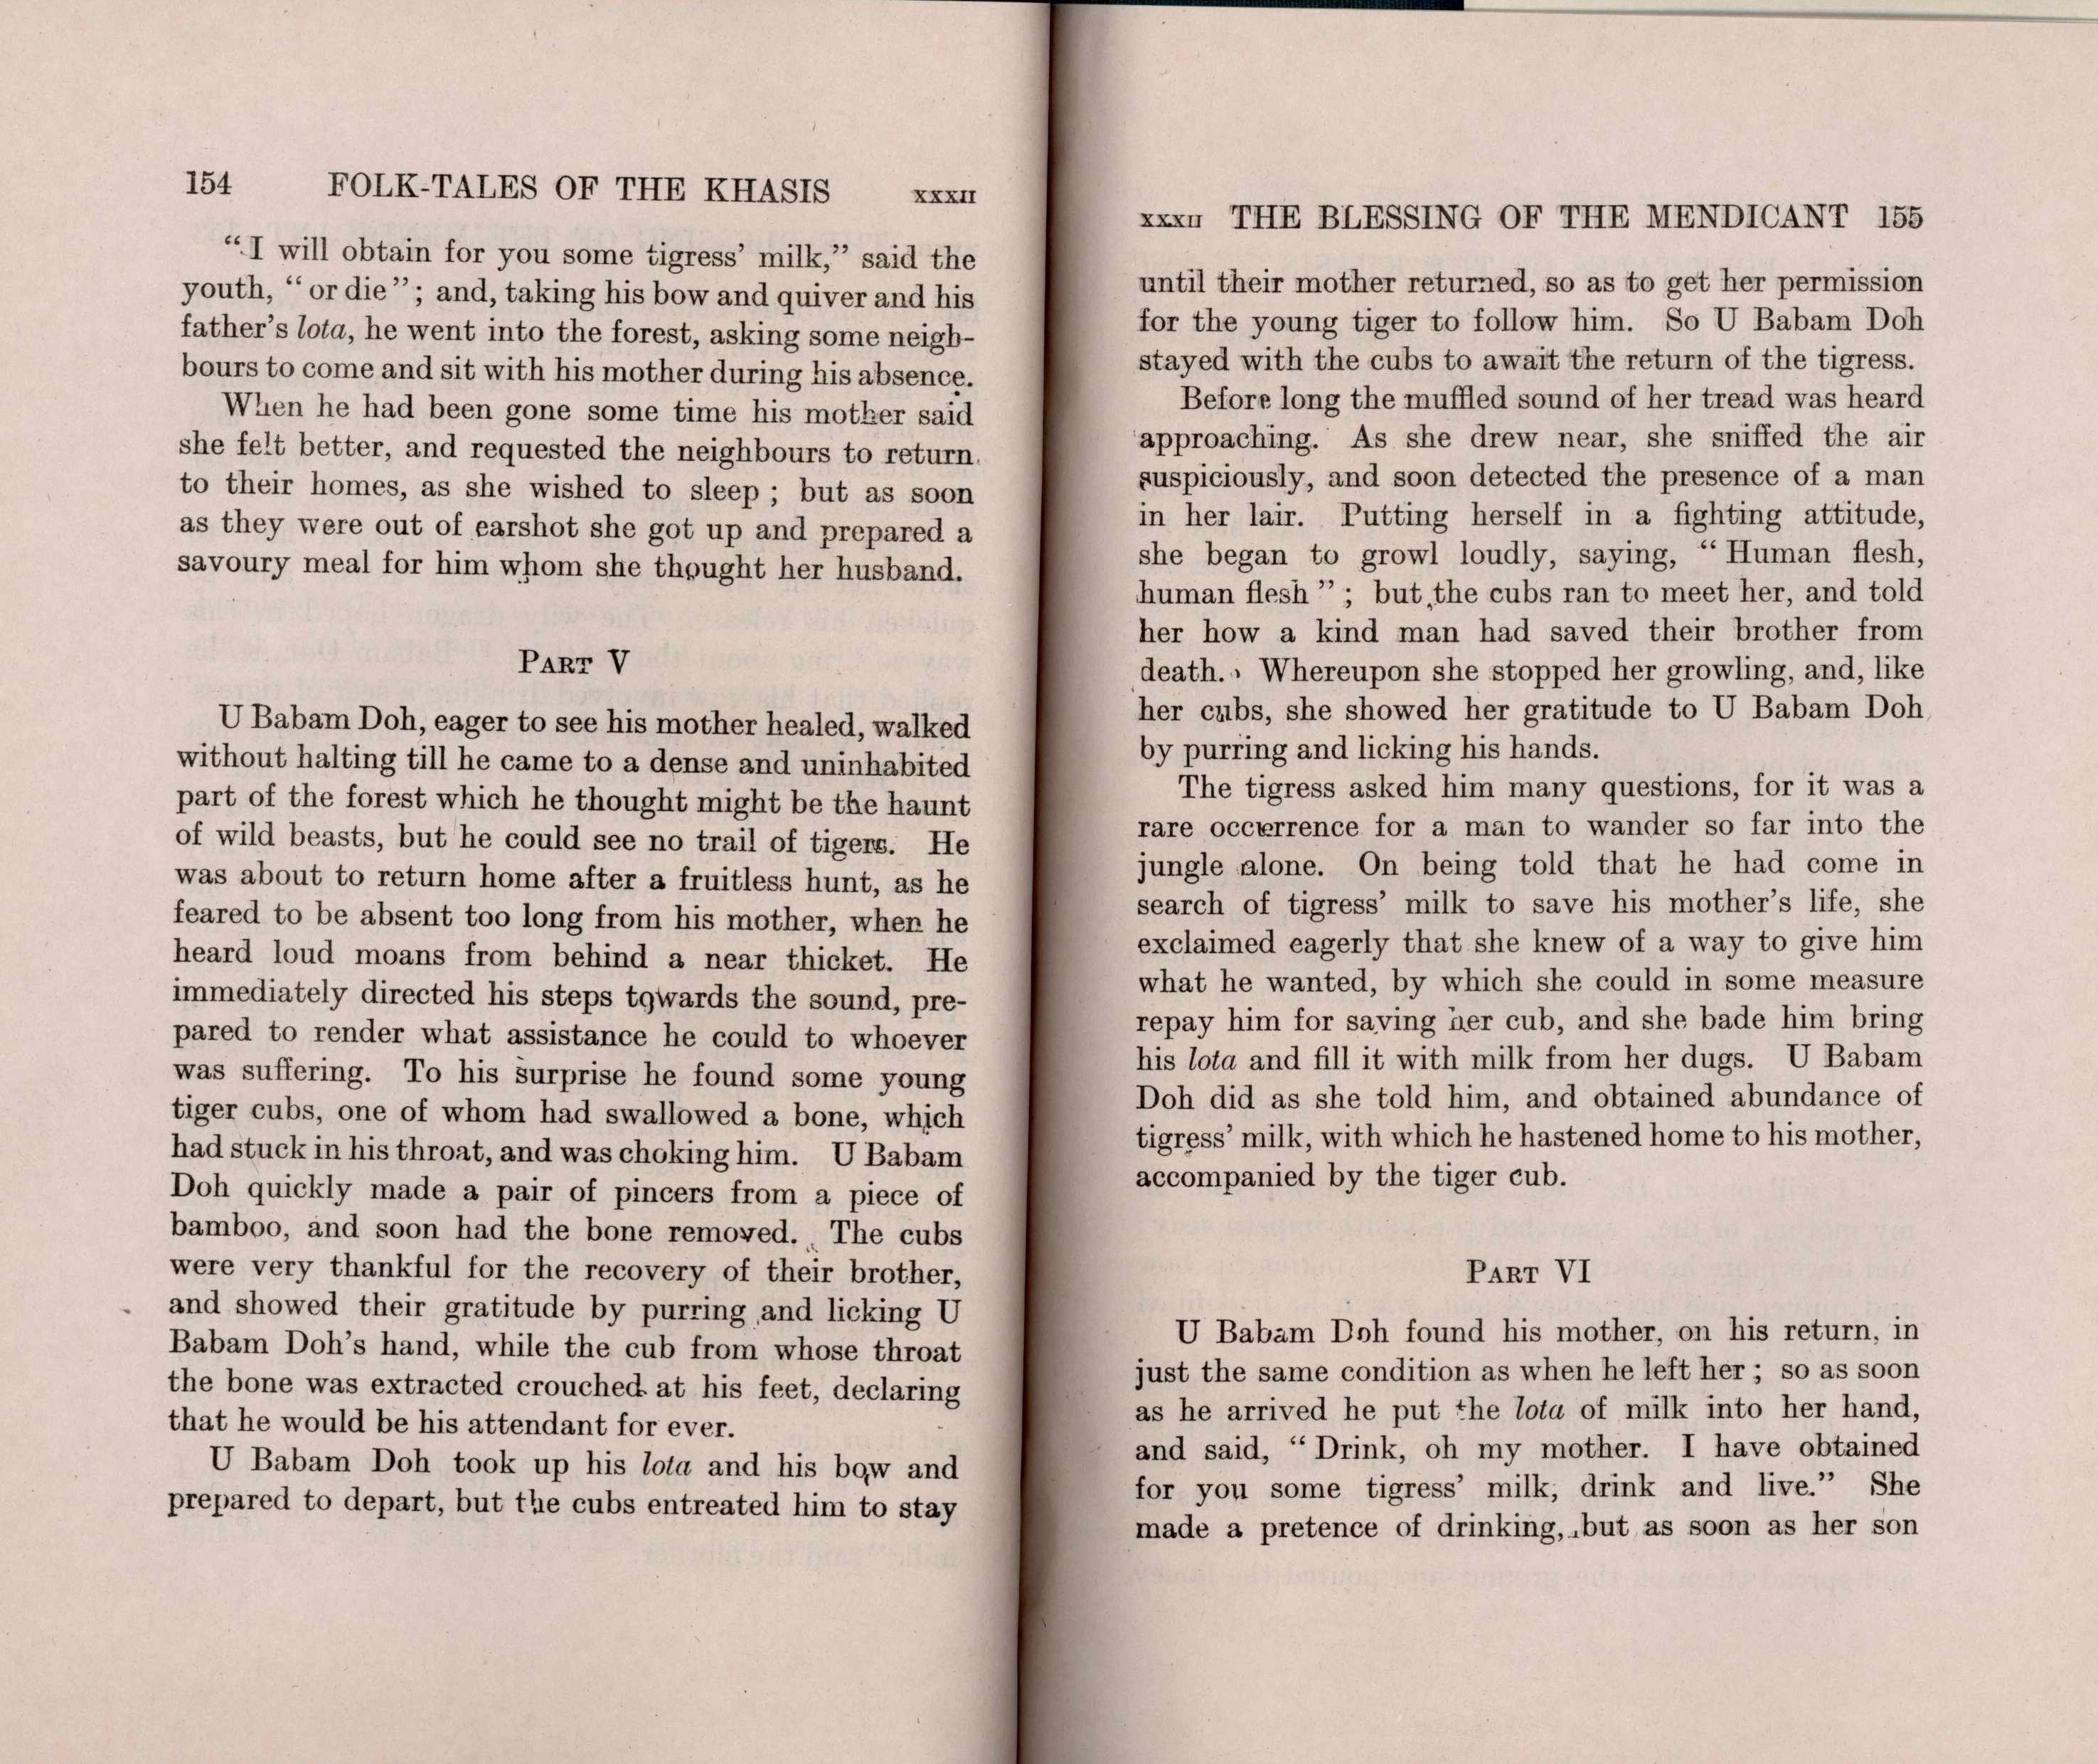 154 FOLK-TALES OF THE KHASIS XXXII
“I will obtain for you some tigress’ milk,” said the
youth, “or die”; and, taking his bow and quiver and his
father’s lota, he went into the forest, asking some neigh-
bours to come and sit with his mother during his absence.
When he had been gone some time his mother said
she felt better, and requested the neighbours to return
to their homes, as she wished to sleep; but as soon
as they were out of earshot she got up and prepared a
savoury meal for him whom she thought her husband.
PART V
U Babam Doh, eager to see his mother healed, walked
without halting till he came to a dense and uninhabited
part of the forest which he thought might be the haunt
of wild beasts, but he could see no trail of tigers. He
was about to return home after a fruitless hunt, as he
feared to be absent too long from his mother, when he
heard loud moans from behind a near thicket. He
immediately directed his steps towards the sound, pre-
pared to render what assistance he could to whoever
was suffering. To his surprise he found some young
tiger cubs, one of whom had swallowed a bone, which
had stuck in his throat, and was choking him. U Babam
Doh quickly made a pair of pincers from a piece of
bamboo, and soon had the bone removed. The cubs
were very thankful for the recovery of their brother,
and showed their gratitude by purring and licking U
Babam Doh’s hand, while the cub from whose throat
the bone was extracted crouched at his feet, declaring
that he would be his attendant for ever.
U Babam Doh took up his lota and his bow and
prepared to depart, but the cubs entreated him to stay
XXXII THE BLESSING OF THE MENDICANT 155
until their mother returned, so as to get her permission
for the young tiger to follow him. So U Babam Doh
stayed with the cubs to await the return of the tigress.
Before long the muffled sound of her tread was heard
approaching. As she drew near, she sniffed the air
suspiciously, and soon detected the presence of a man
in her lair. Putting herself in a fighting attitude,
she began to growl loudly, saying, “Human flesh,
human flesh”; but the cubs ran to meet her, and told
her how a kind man had saved their brother from
death. Whereupon she stopped her growling, and, like
her cubs, she showed her gratitude to U Babam Doh
by purring and licking his hands.
The tigress asked him many questions, for it was a
rare occurrence for a man to wander so far into the
jungle alone. On being told that he had come in
search of tigress’ milk to save his mother’s life, she
exclaimed eagerly that she knew of a way to give him
what he wanted, by which she could in some measure
repay him for saving her cub, and she bade him bring
his lota and fill it with milk from her dugs. U Babam
Doh did as she told him, and obtained abundance of
tigress’ milk, with which he hastened home to his mother,
accompanied by the tiger cub.
PART VI
U Babam Doh found his mother, on his return, in
just the same condition as when he left her; so as soon
as he arrived he put the lota of milk into her hand,
and said, “Drink, oh my mother. I have obtained
for you some tigress’ milk, drink and live.” She
made a pretence of drinking, but as soon as her son